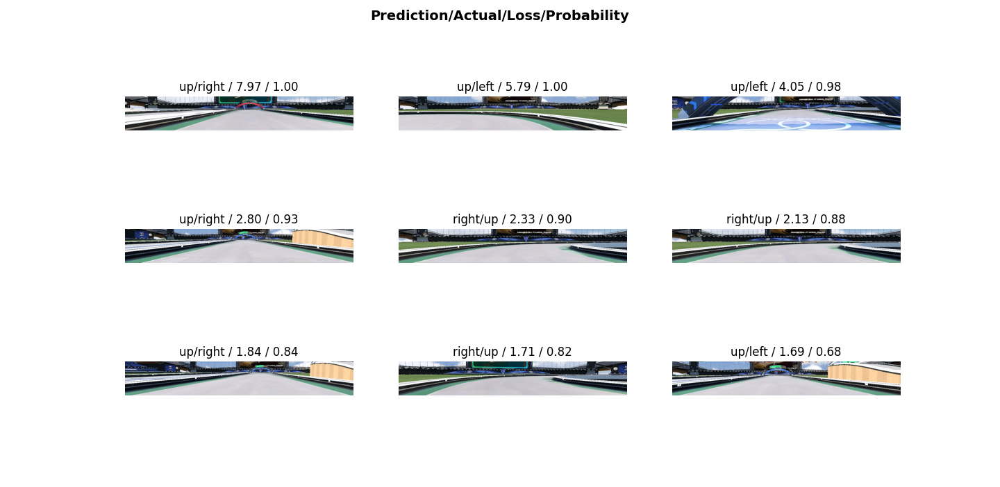 Prediction/Actual/Loss/Probability
up/right / 7.97 / 1.00
up/left / 5.79 / 1.00
up/left / 4.05 / 0.98
up/right / 2.80 / 0.93
right/up / 2.33 / 0.90
right/up / 2.13 / 0.88
up/right / 1.84 / 0.84
right/up / 1.71 / 0.82
up/left / 1.69 / 0.68